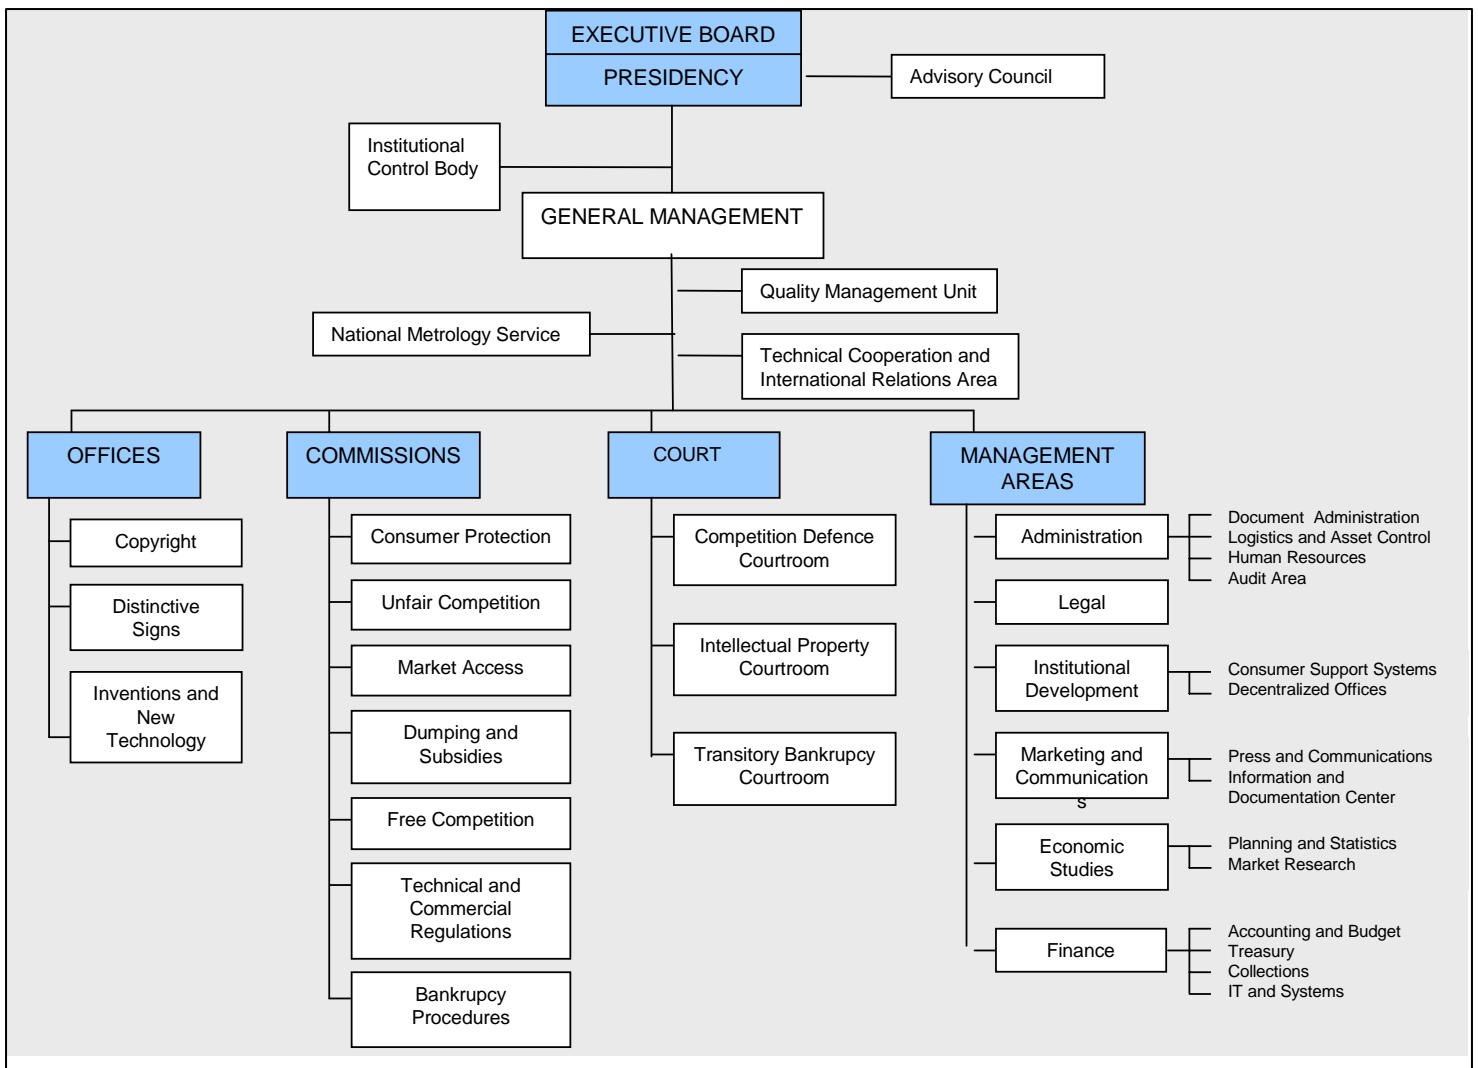 EXECUTIVE BOARD
PRESIDENCY
Advisory Council
Institutional
Control Body
GENERAL MANAGEMENT
Quality Management Unit
National Metrology Service
Technical Cooperation and
International Relations Area
OFFICES
Copyright
Distinctive
Signs
Inventions and
New
Technology
COMMISSIONS
Consumer Protection
Unfair Competition
Market Access
Dumping and
Subsidies
Free Competition
Technical and
Commercial
Regulations
Bankrupcy
Procedures
COURT
Competition Defence
Courtroom
Intellectual Property
Courtroom
Transitory Bankrupcy
Courtroom
MANAGEMENT
AREAS
Administration
Document  Administration
Logistics and Asset Control
Human Resources
Audit Area
Legal
Institutional
Development
Consumer Support Systems
Decentralized Offices
Marketing and
Communication
s
Press and Communications
Information and
Documentation Center
Economic
Studies
Planning and Statistics
Market Research
Finance
Accounting and Budget
Treasury
Collections
IT and Systems